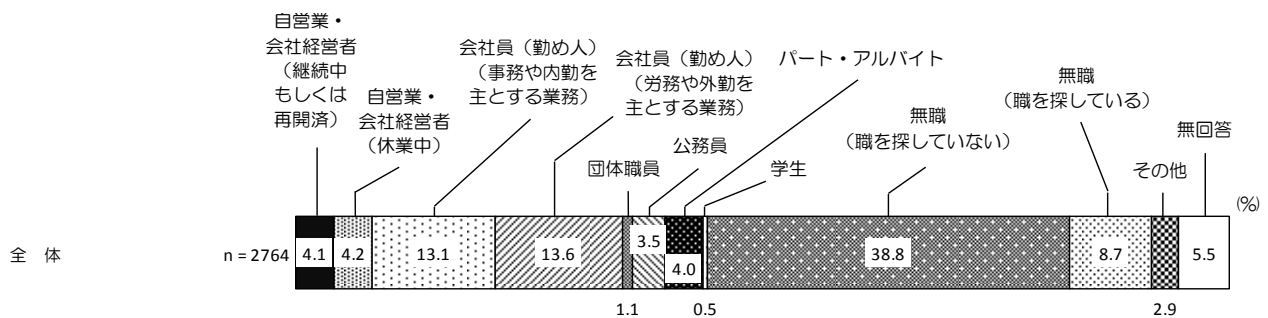 自営業・
会社経営者
（継続中
もしくは
再開済）
自営業・
会社経営者
（休業中）
会社員（勤め人）
（事務や内勤を
主とする業務）
会社員（勤め人）
（労務や外勤を
主とする業務）
団体職員
公務員
パート・アルバイト
学生
無職
（職を探していない）
無職
（職を探している）
その他
無回答
(%)
全　体
n = 2764
4.1
4.2
13.1
13.6
1.1
3.5
4.0
0.5
38.8
8.7
2.9
5.5